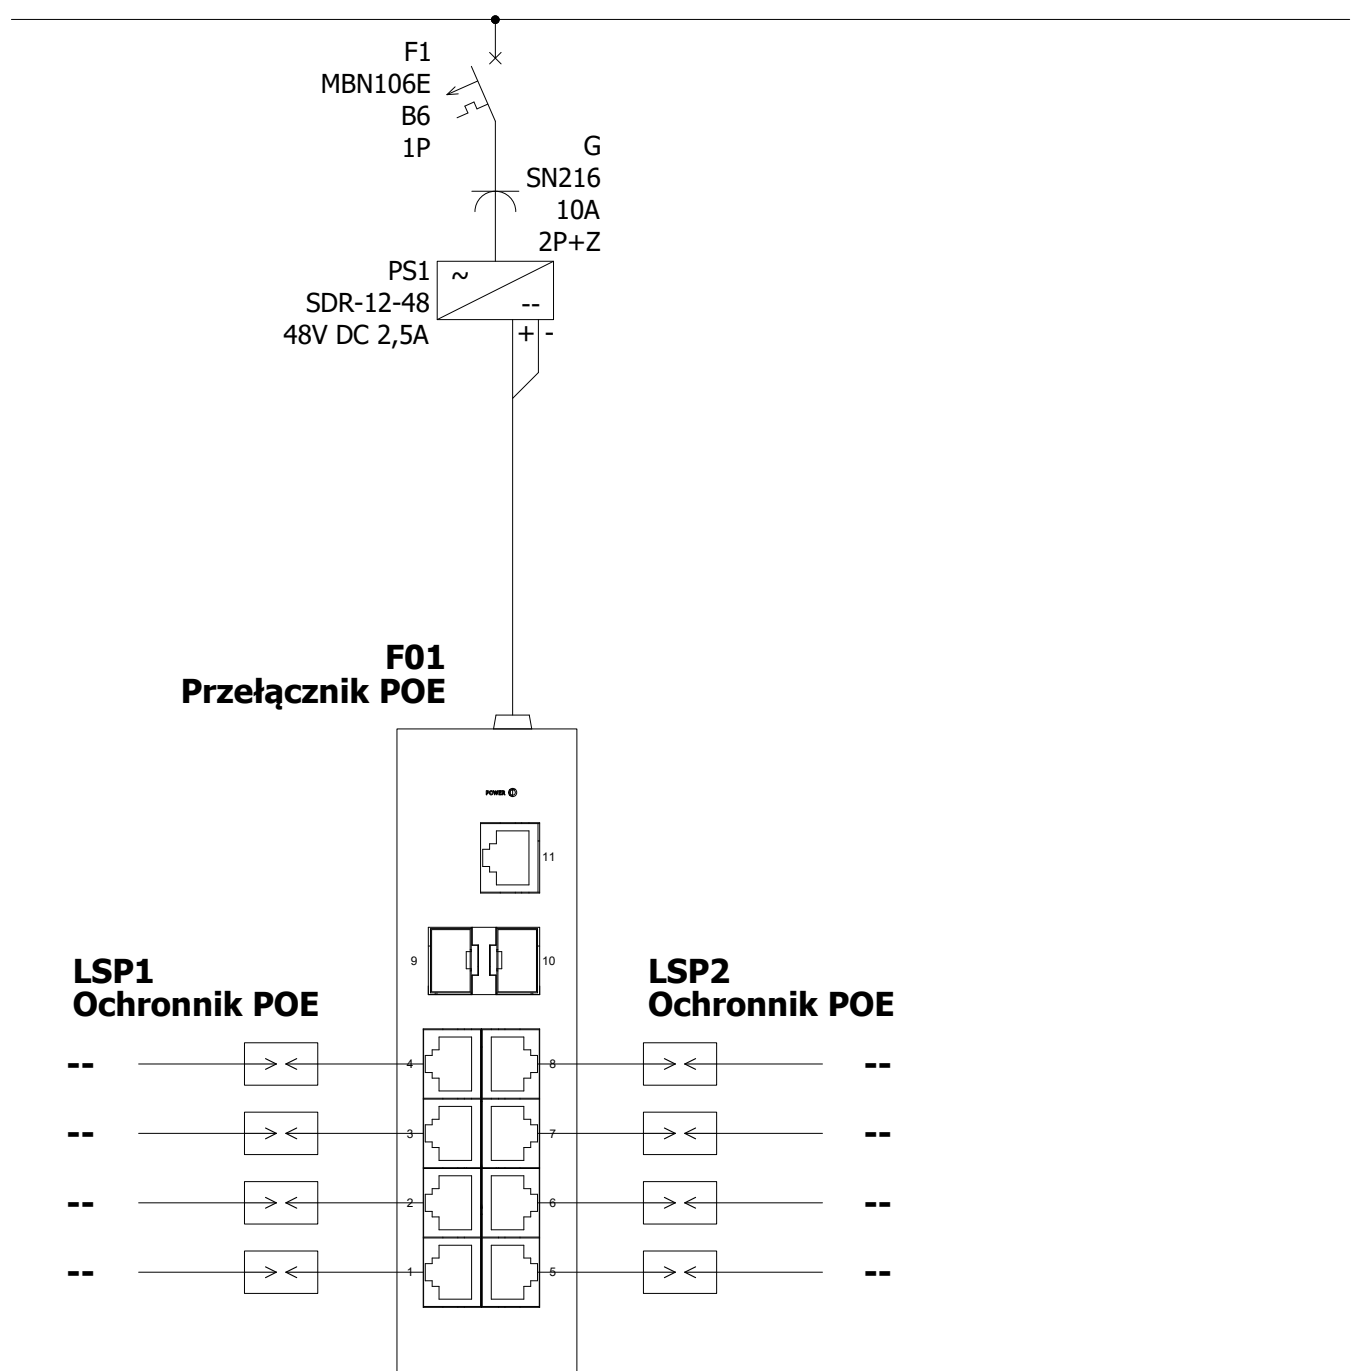 F1
MBN106E
B6
1P
G
SN216
10A
2P+Z
PS1
SDR-12-48
48V DC 2,5A
~
--
+ -
F01
Przełącznik POE
POWER
11
9
10
LSP1
Ochronnik POE
LSP2
Ochronnik POE
-- 4 8 --
-- 3 7 --
-- 2 6 --
-- 1 5 --